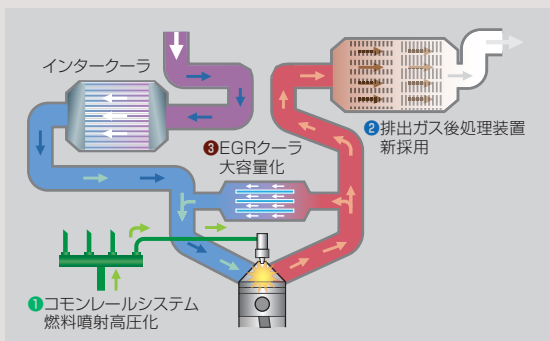 インタークーラ
❸EGRクーラ
大容量化
❷排出ガス後処理装置
新採用
❶コモンレールシステム
燃料噴射高圧化